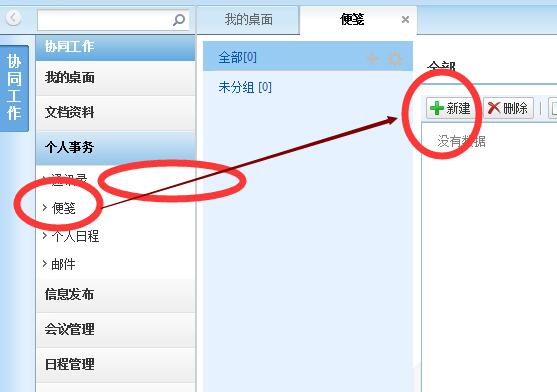 我的桌面
便笺
协同工作
协同工作
我的桌面
文档资料
个人事务
通讯录
便笺
个人日程
邮件
信息发布
会议管理
日程管理
全部[0]
未分组 [0]
全部
新建
删除
没有数据